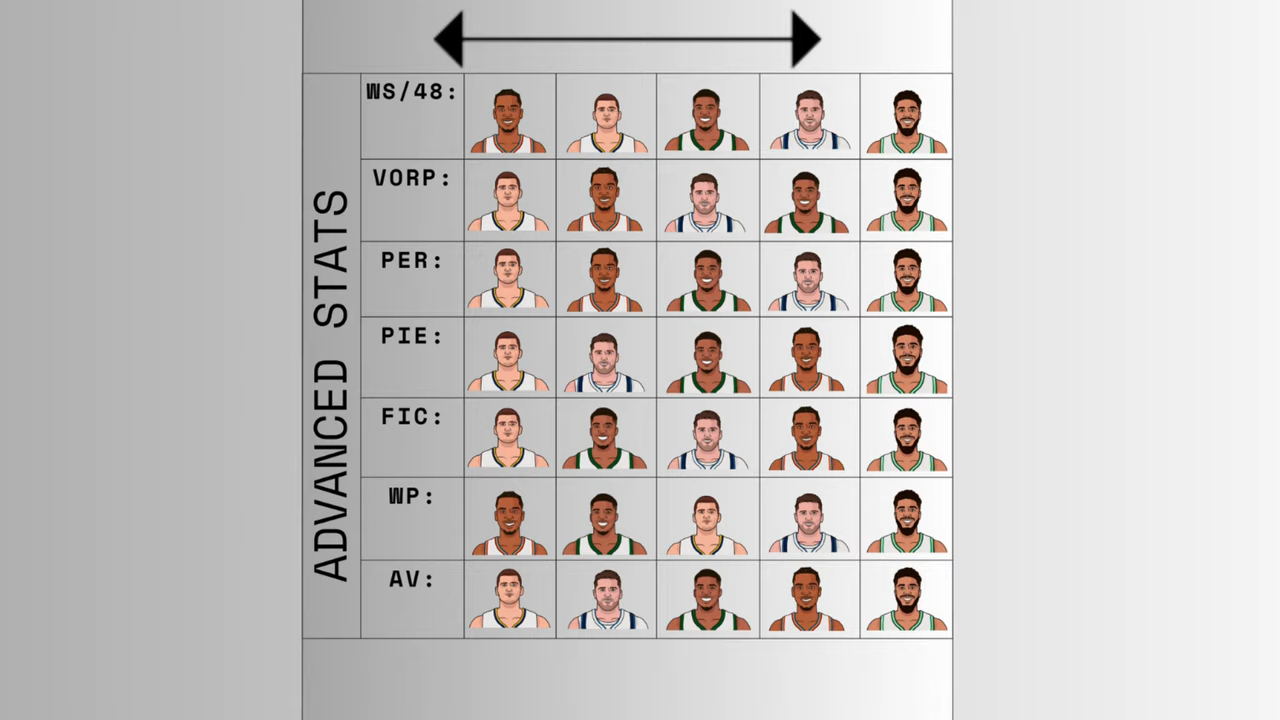 ADVANCED STATS
WS/48:
VORP:
PER:
PIE:
FIC:
WP:
AV: